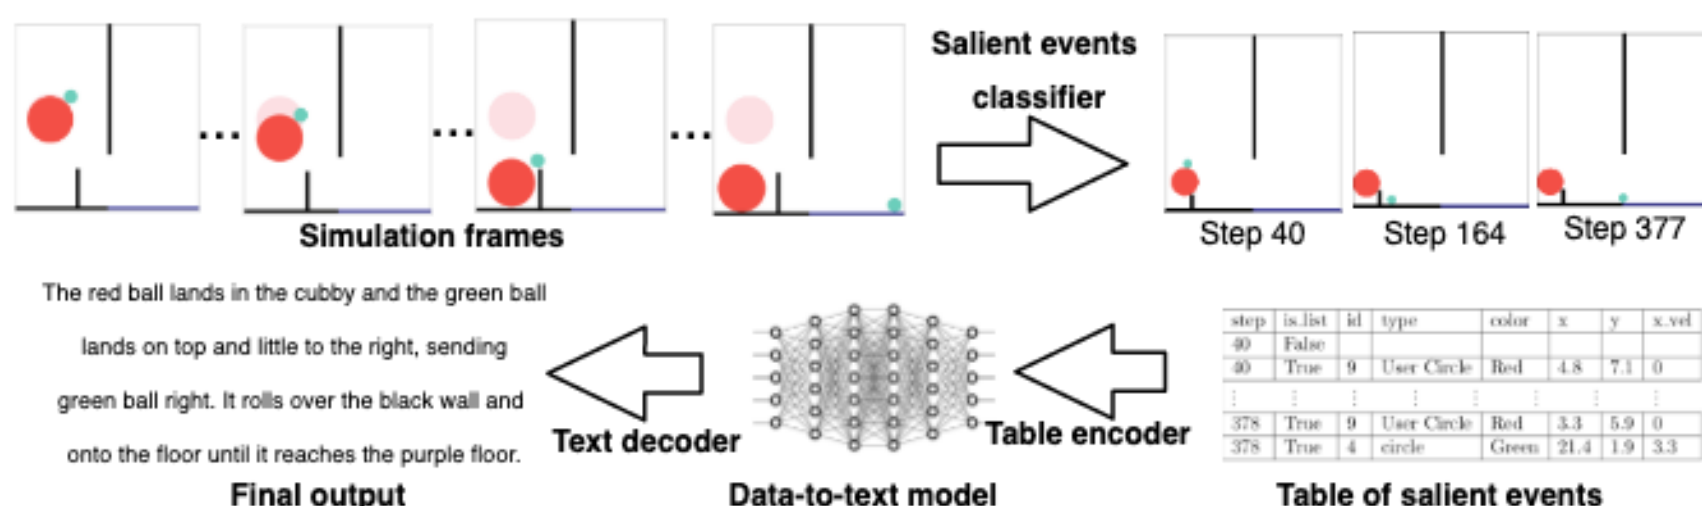 Salient events
classifier
... ... ...
Simulation frames
Step 40
Step 164
Step 377
The red ball lands in the cubby and the green ball
lands on top and little to the right, sending
green ball right. It rolls over the black wall and
onto the floor until it reaches the purple floor.
Final output
Text decoder
Data-to-text model
Table encoder
step is.list id type color x y x.vel
40 False
40 True 9 User Circle Red 4.8 7.1 0
⋮ ⋮ ⋮ ⋮ ⋮ ⋮ ⋮ ⋮
378 True 9 User Circle Red 3.3 5.9 0
378 True 4 circle Green 21.4 1.9 3.3
Table of salient events